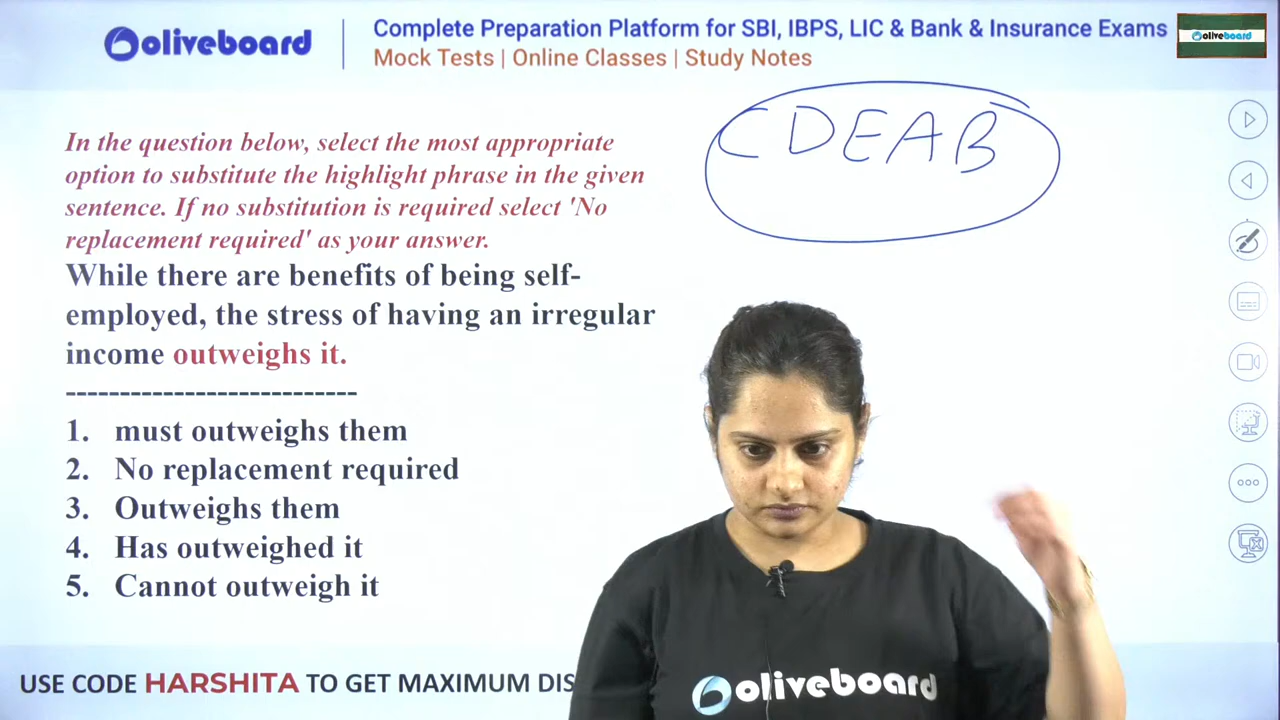 oliveboard
Complete Preparation Platform for SBI, IBPS, LIC & Bank & Insurance Exams
Mock Tests | Online Classes | Study Notes
oliveboard
CDEAB
In the question below, select the most appropriate
option to substitute the highlight phrase in the given
sentence. If no substitution is required select 'No
replacement required' as your answer.
While there are benefits of being self-
employed, the stress of having an irregular
income outweighs it.
---------------------------
1. must outweighs them
2. No replacement required
3. Outweighs them
4. Has outweighed it
5. Cannot outweigh it
USE CODE HARSHITA TO GET MAXIMUM DIS
oliveboard